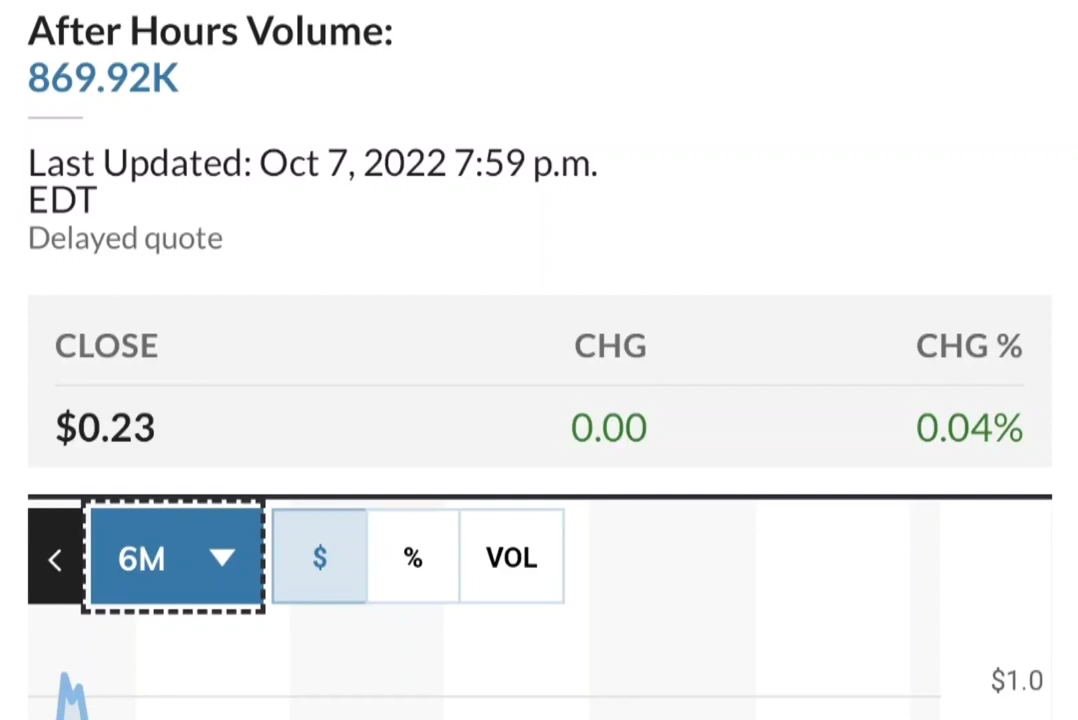 After Hours Volume:
869.92K
Last Updated: Oct 7, 2022 7:59 p.m.
EDT
Delayed quote
CLOSE CHG CHG %
$0.23 0.00 0.04%
6M $ % VOL
$1.0